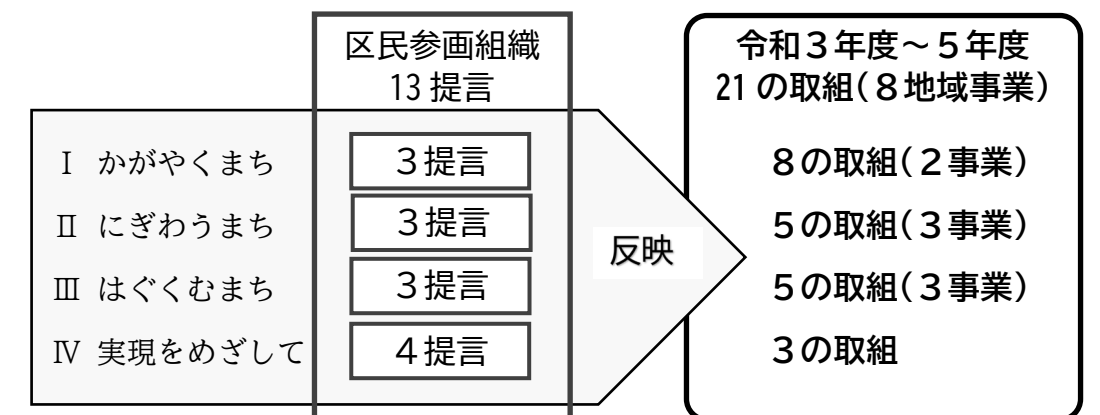 区民参画組織
13提言
令和３年度～５年度
21の取組(８地域事業)
Ⅰ かがやくまち
３提言
８の取組(２事業)
Ⅱ にぎわうまち
３提言
５の取組(３事業)
反映
Ⅲ はぐくむまち
３提言
５の取組(３事業)
Ⅳ 実現をめざして
４提言
３の取組